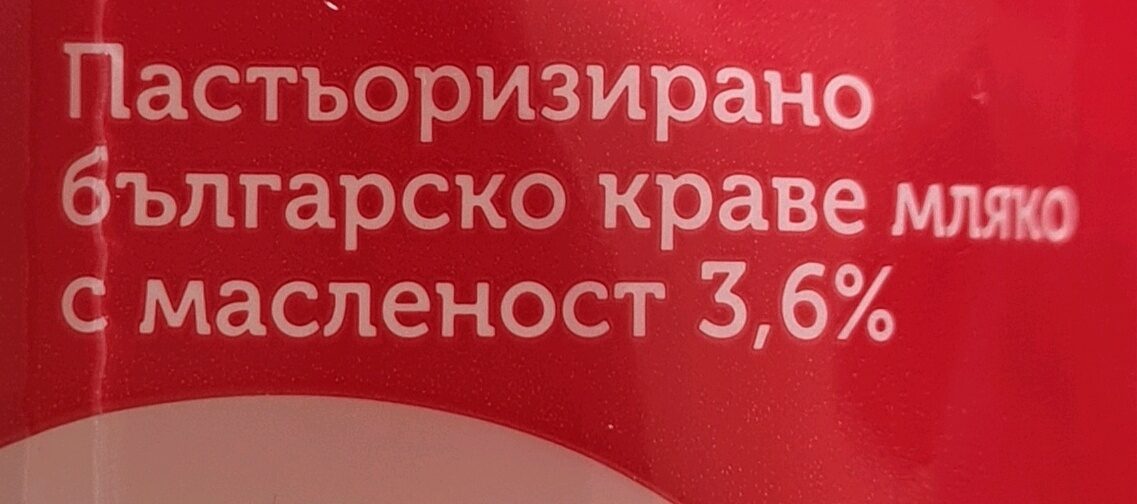 Пастьоризирано
българско краве мляко
с масленост 3,6%